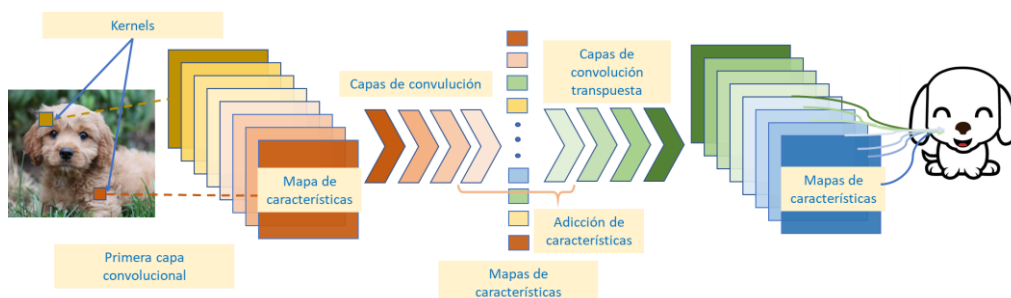 Kernels
Capas de convulución
Capas de
convolución
transpuesta
Mapa de
características
Mapas de
características
Adicción de
características
Primera capa
convolucional
Mapas de
características